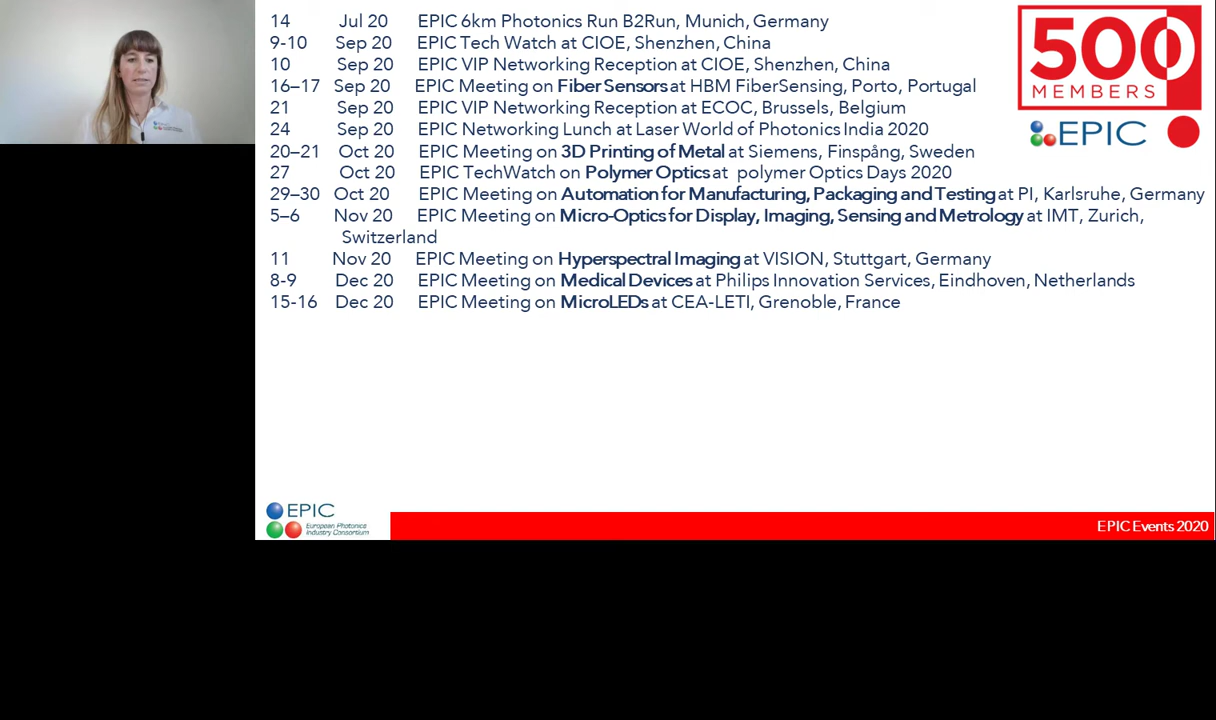 14 Jul 20 EPIC 6km Photonics Run B2Run, Munich, Germany
9-10 Sep 20 EPIC Tech Watch at CIOE, Shenzhen, China
10 Sep 20 EPIC VIP Networking Reception at CIOE, Shenzhen, China
16–17 Sep 20 EPIC Meeting on Fiber Sensors at HBM FiberSensing, Porto, Portugal
21 Sep 20 EPIC VIP Networking Reception at ECOC, Brussels, Belgium
24 Sep 20 EPIC Networking Lunch at Laser World of Photonics India 2020
20–21 Oct 20 EPIC Meeting on 3D Printing of Metal at Siemens, Finspång, Sweden
27 Oct 20 EPIC TechWatch on Polymer Optics at polymer Optics Days 2020
29–30 Oct 20 EPIC Meeting on Automation for Manufacturing, Packaging and Testing at PI, Karlsruhe, Germany
5–6 Nov 20 EPIC Meeting on Micro-Optics for Display, Imaging, Sensing and Metrology at IMT, Zurich,
Switzerland
11 Nov 20 EPIC Meeting on Hyperspectral Imaging at VISION, Stuttgart, Germany
8-9 Dec 20 EPIC Meeting on Medical Devices at Philips Innovation Services, Eindhoven, Netherlands
15-16 Dec 20 EPIC Meeting on MicroLEDs at CEA-LETI, Grenoble, France
500
MEMBERS
EPIC
EPIC
European Photonics
Industry Consortium
EPIC Events 2020